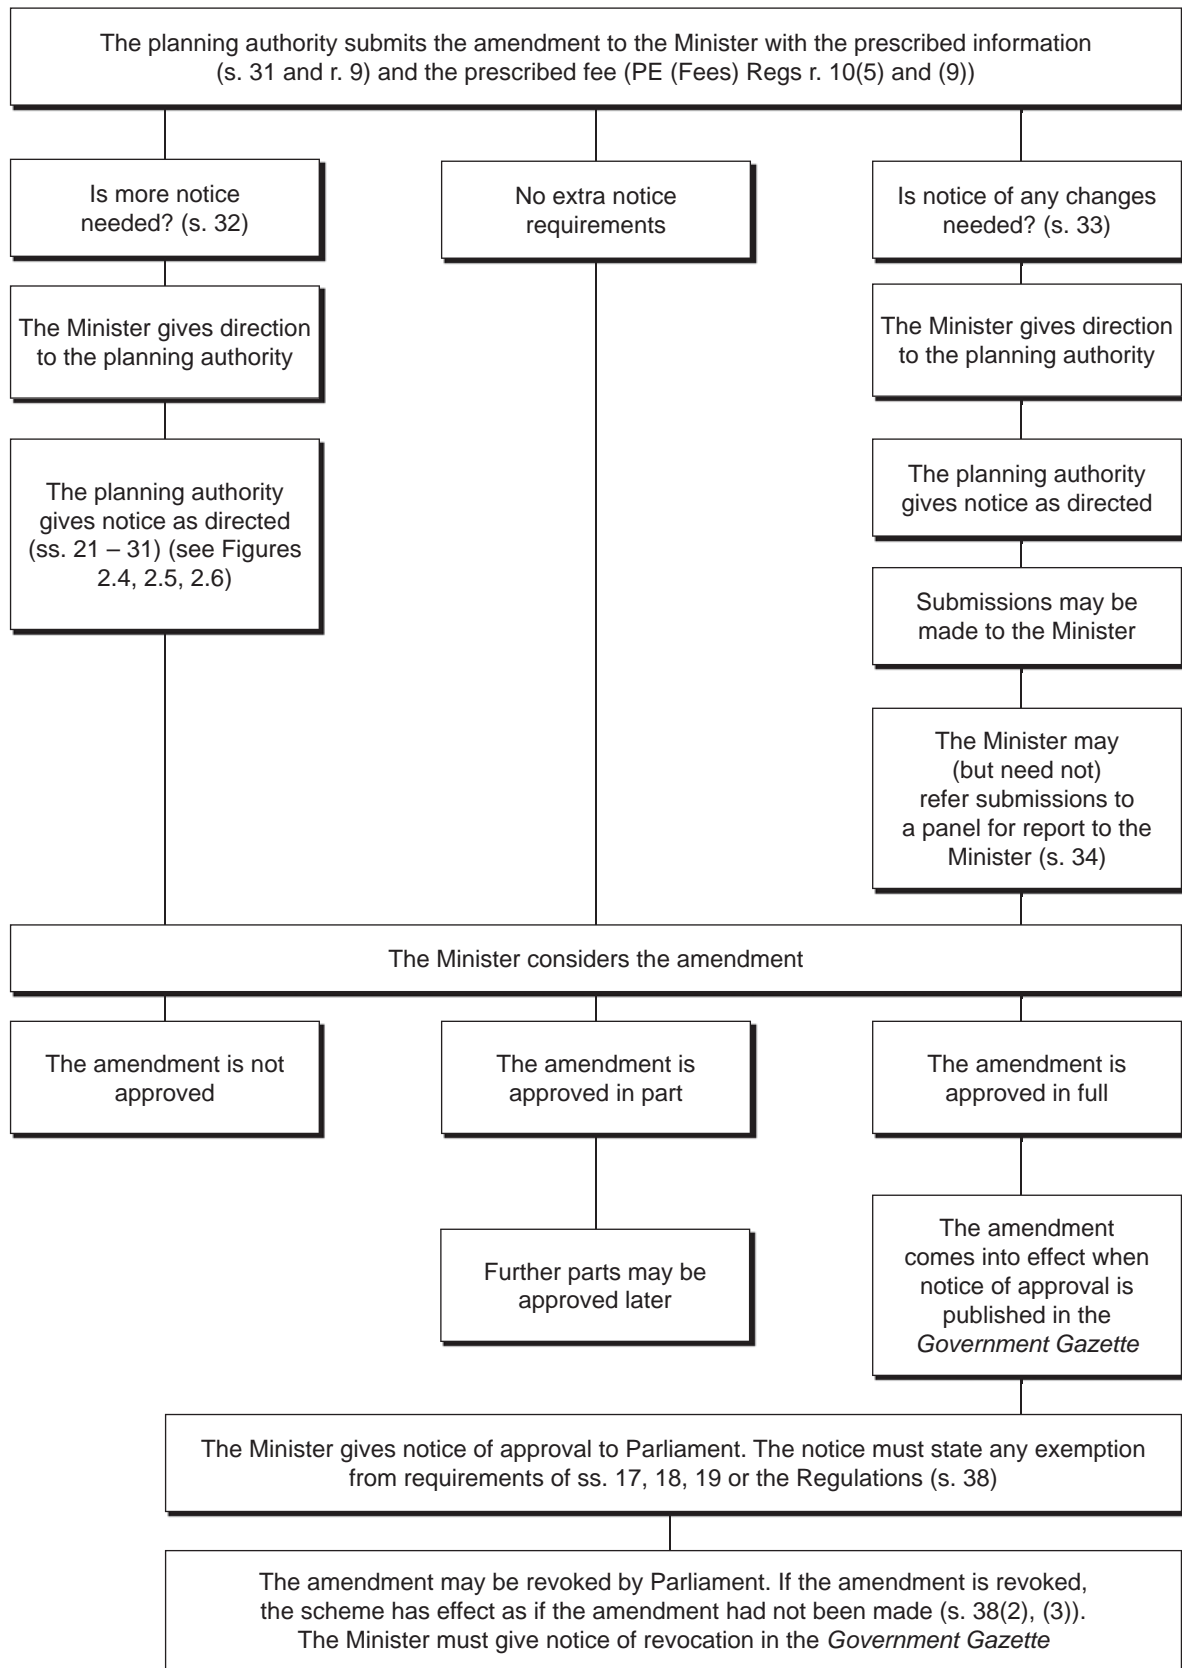 The planning authority submits the amendment to the Minister with the prescribed information
(s. 31 and r. 9) and the prescribed fee (PE (Fees) Regs r. 10(5) and (9))
Is more notice
needed? (s. 32)
No extra notice
requirements
Is notice of any changes
needed? (s. 33)
The Minister gives direction
to the planning authority
The Minister gives direction
to the planning authority
The planning authority
gives notice as directed
(ss. 21 – 31) (see Figures
2.4, 2.5, 2.6)
The planning authority
gives notice as directed
Submissions may be
made to the Minister
The Minister may
(but need not)
refer submissions to
a panel for report to the
Minister (s. 34)
The Minister considers the amendment
The amendment is not
approved
The amendment is
approved in part
The amendment is
approved in full
Further parts may be
approved later
The amendment
comes into effect when
notice of approval is
published in the
Government Gazette
The Minister gives notice of approval to Parliament. The notice must state any exemption
from requirements of ss. 17, 18, 19 or the Regulations (s. 38)
The amendment may be revoked by Parliament. If the amendment is revoked,
the scheme has effect as if the amendment had not been made (s. 38(2), (3)).
The Minister must give notice of revocation in the Government Gazette